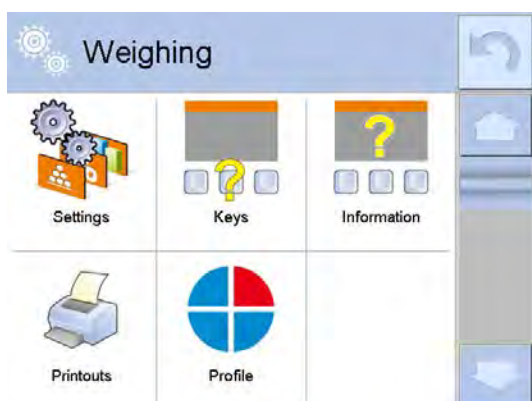 Weighing
Settings
Keys
Information
Printouts
Profile